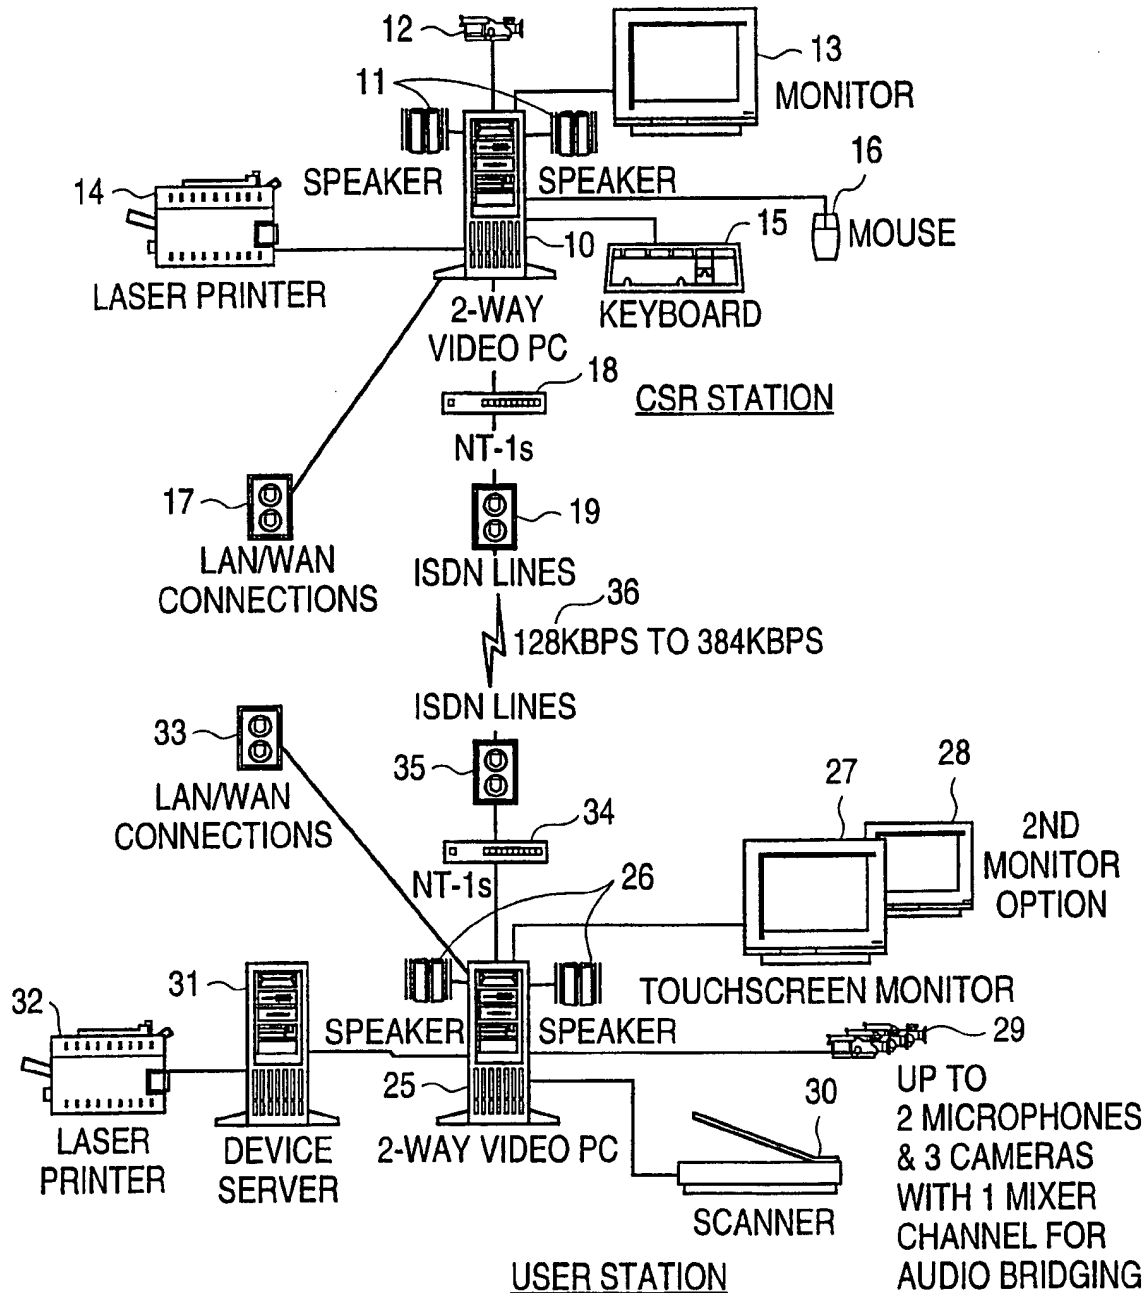 12
13
MONITOR
11
SPEAKER
SPEAKER
16
MOUSE
14
LASER PRINTER
10
15
KEYBOARD
2-WAY
VIDEO PC
18
CSR STATION
NT-1s
17
LAN/WAN
CONNECTIONS
19
ISDN LINES
36
128KBPS TO 384KBPS
ISDN LINES
33
LAN/WAN
CONNECTIONS
35
34
NT-1s
26
27
28
2ND
MONITOR
OPTION
TOUCHSCREEN MONITOR
31
32
SPEAKER
SPEAKER
29
UP TO
2 MICROPHONES
& 3 CAMERAS
WITH 1 MIXER
CHANNEL FOR
AUDIO BRIDGING
25
30
LASER
PRINTER
DEVICE
SERVER
2-WAY VIDEO PC
SCANNER
USER STATION